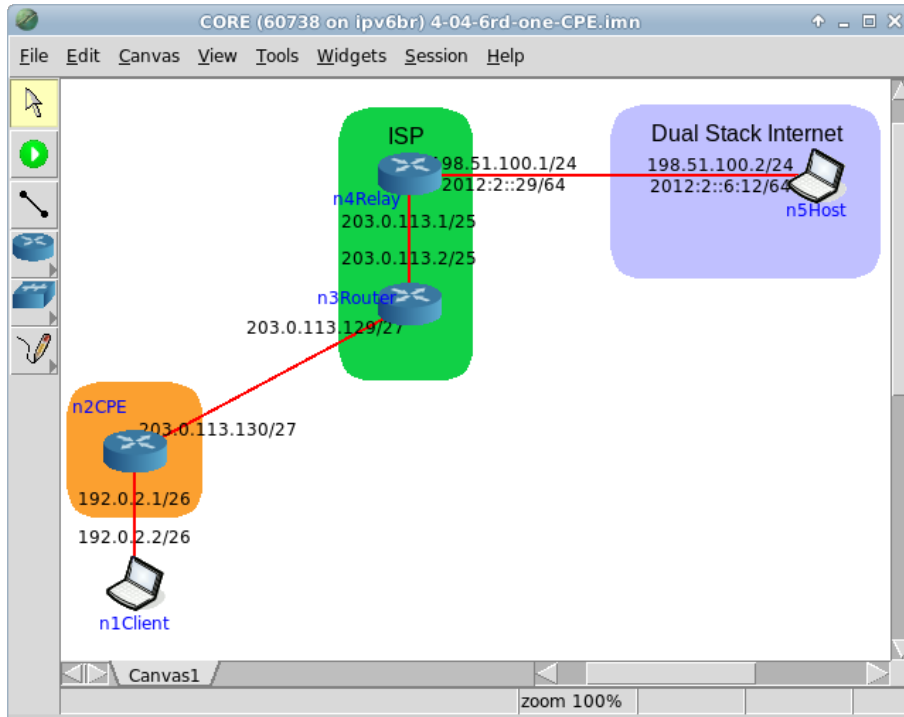 CORE (60738 on ipv6br) 4-04-6rd-one-CPE.imn
File Edit Canvas View Tools Widgets Session Help
ISP
Dual Stack Internet
198.51.100.1/24
198.51.100.2/24
2012:2::29/64
2012:2::6:12/64
n4Relay
n5Host
203.0.113.1/25
203.0.113.2/25
n3Router
203.0.113.129/27
n2CPE
203.0.113.130/27
192.0.2.1/26
192.0.2.2/26
n1Client
Canvas1
zoom 100%